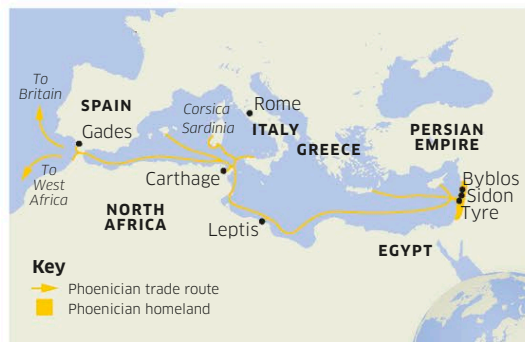 To
Britain
SPAIN
Gades
To
West
Africa
Corsica
Sardinia
Rome
ITALY
GREECE
PERSIAN
EMPIRE
Byblos
Sidon
Tyre
Carthage
NORTH
AFRICA
Leptis
EGYPT
Key
Phoenician trade route
Phoenician homeland